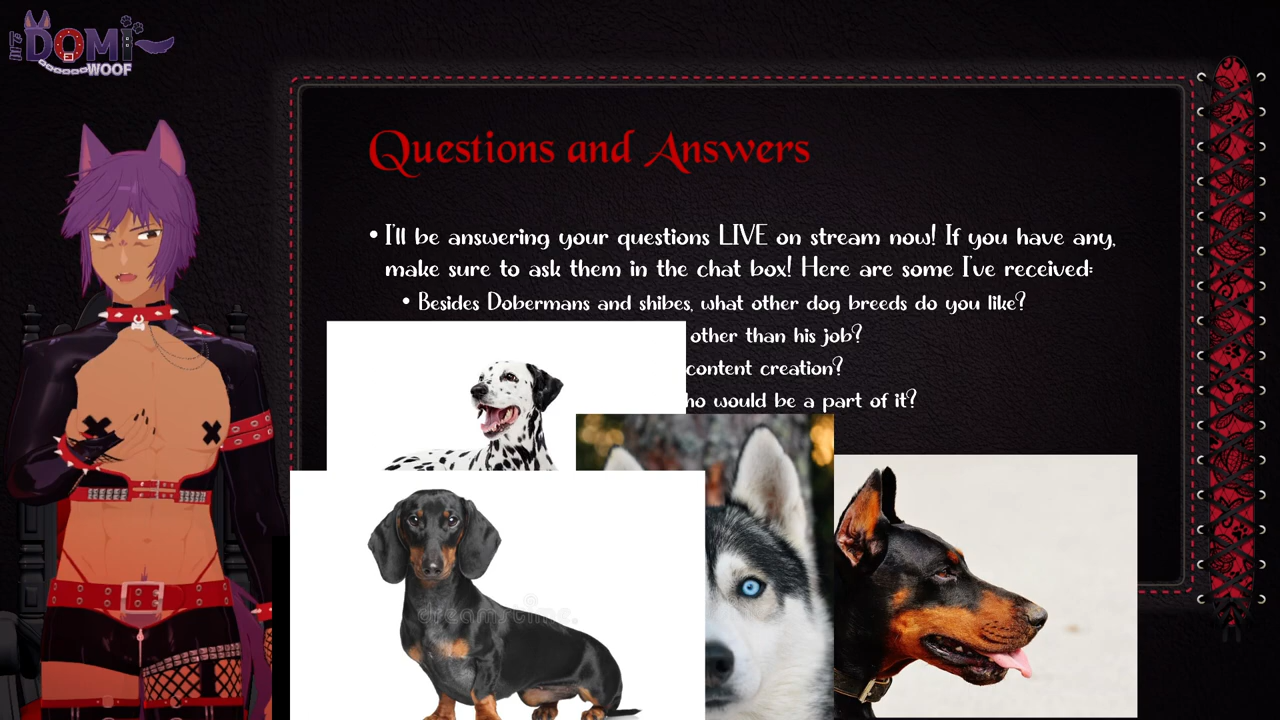 DOMI
WOOF
Questions and Answers
• I'll be answering your questions LIVE on stream now! If you have any,
make sure to ask them in the chat box! Here are some I've received:
• Besides Dobermans and shibes, what other dog breeds do you like?
other than his job?
content creation?
would be a part of it?
dreamstime.